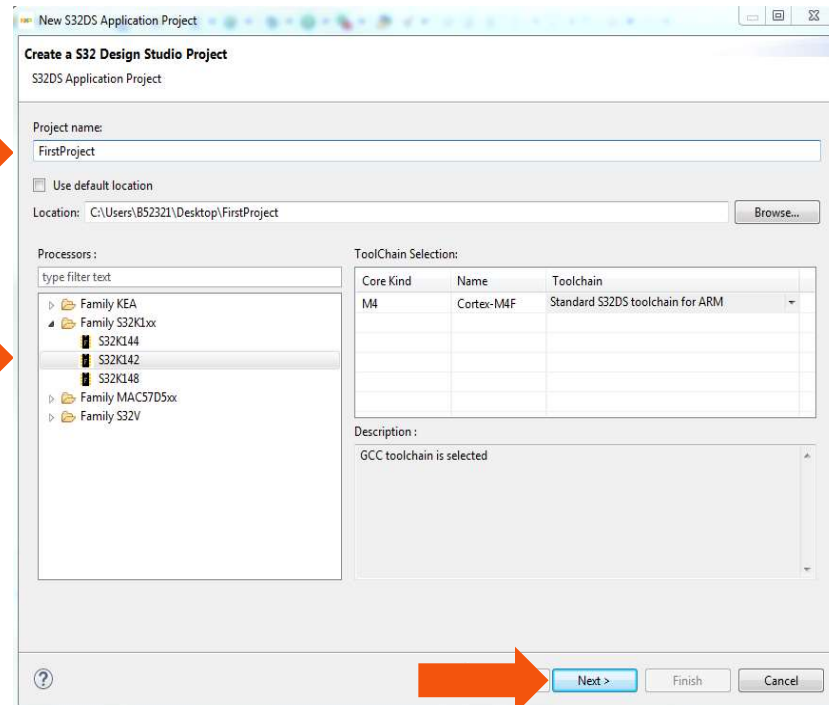 New S32DS Application Project
Create a S32 Design Studio Project
S32DS Application Project
Project name:
FirstProject
Use default location
Location: C:\Users\B52321\Desktop\FirstProject Browse...
Processors : ToolChain Selection:
type filter text
Core Kind Name Toolchain
Family KEA
M4 Cortex-M4F Standard S32DS toolchain for ARM
Family S32K1xx
S32K144
S32K142
S32K148
Family MAC57D5xx
Family S32V
Description :
GCC toolchain is selected
Next > Finish Cancel